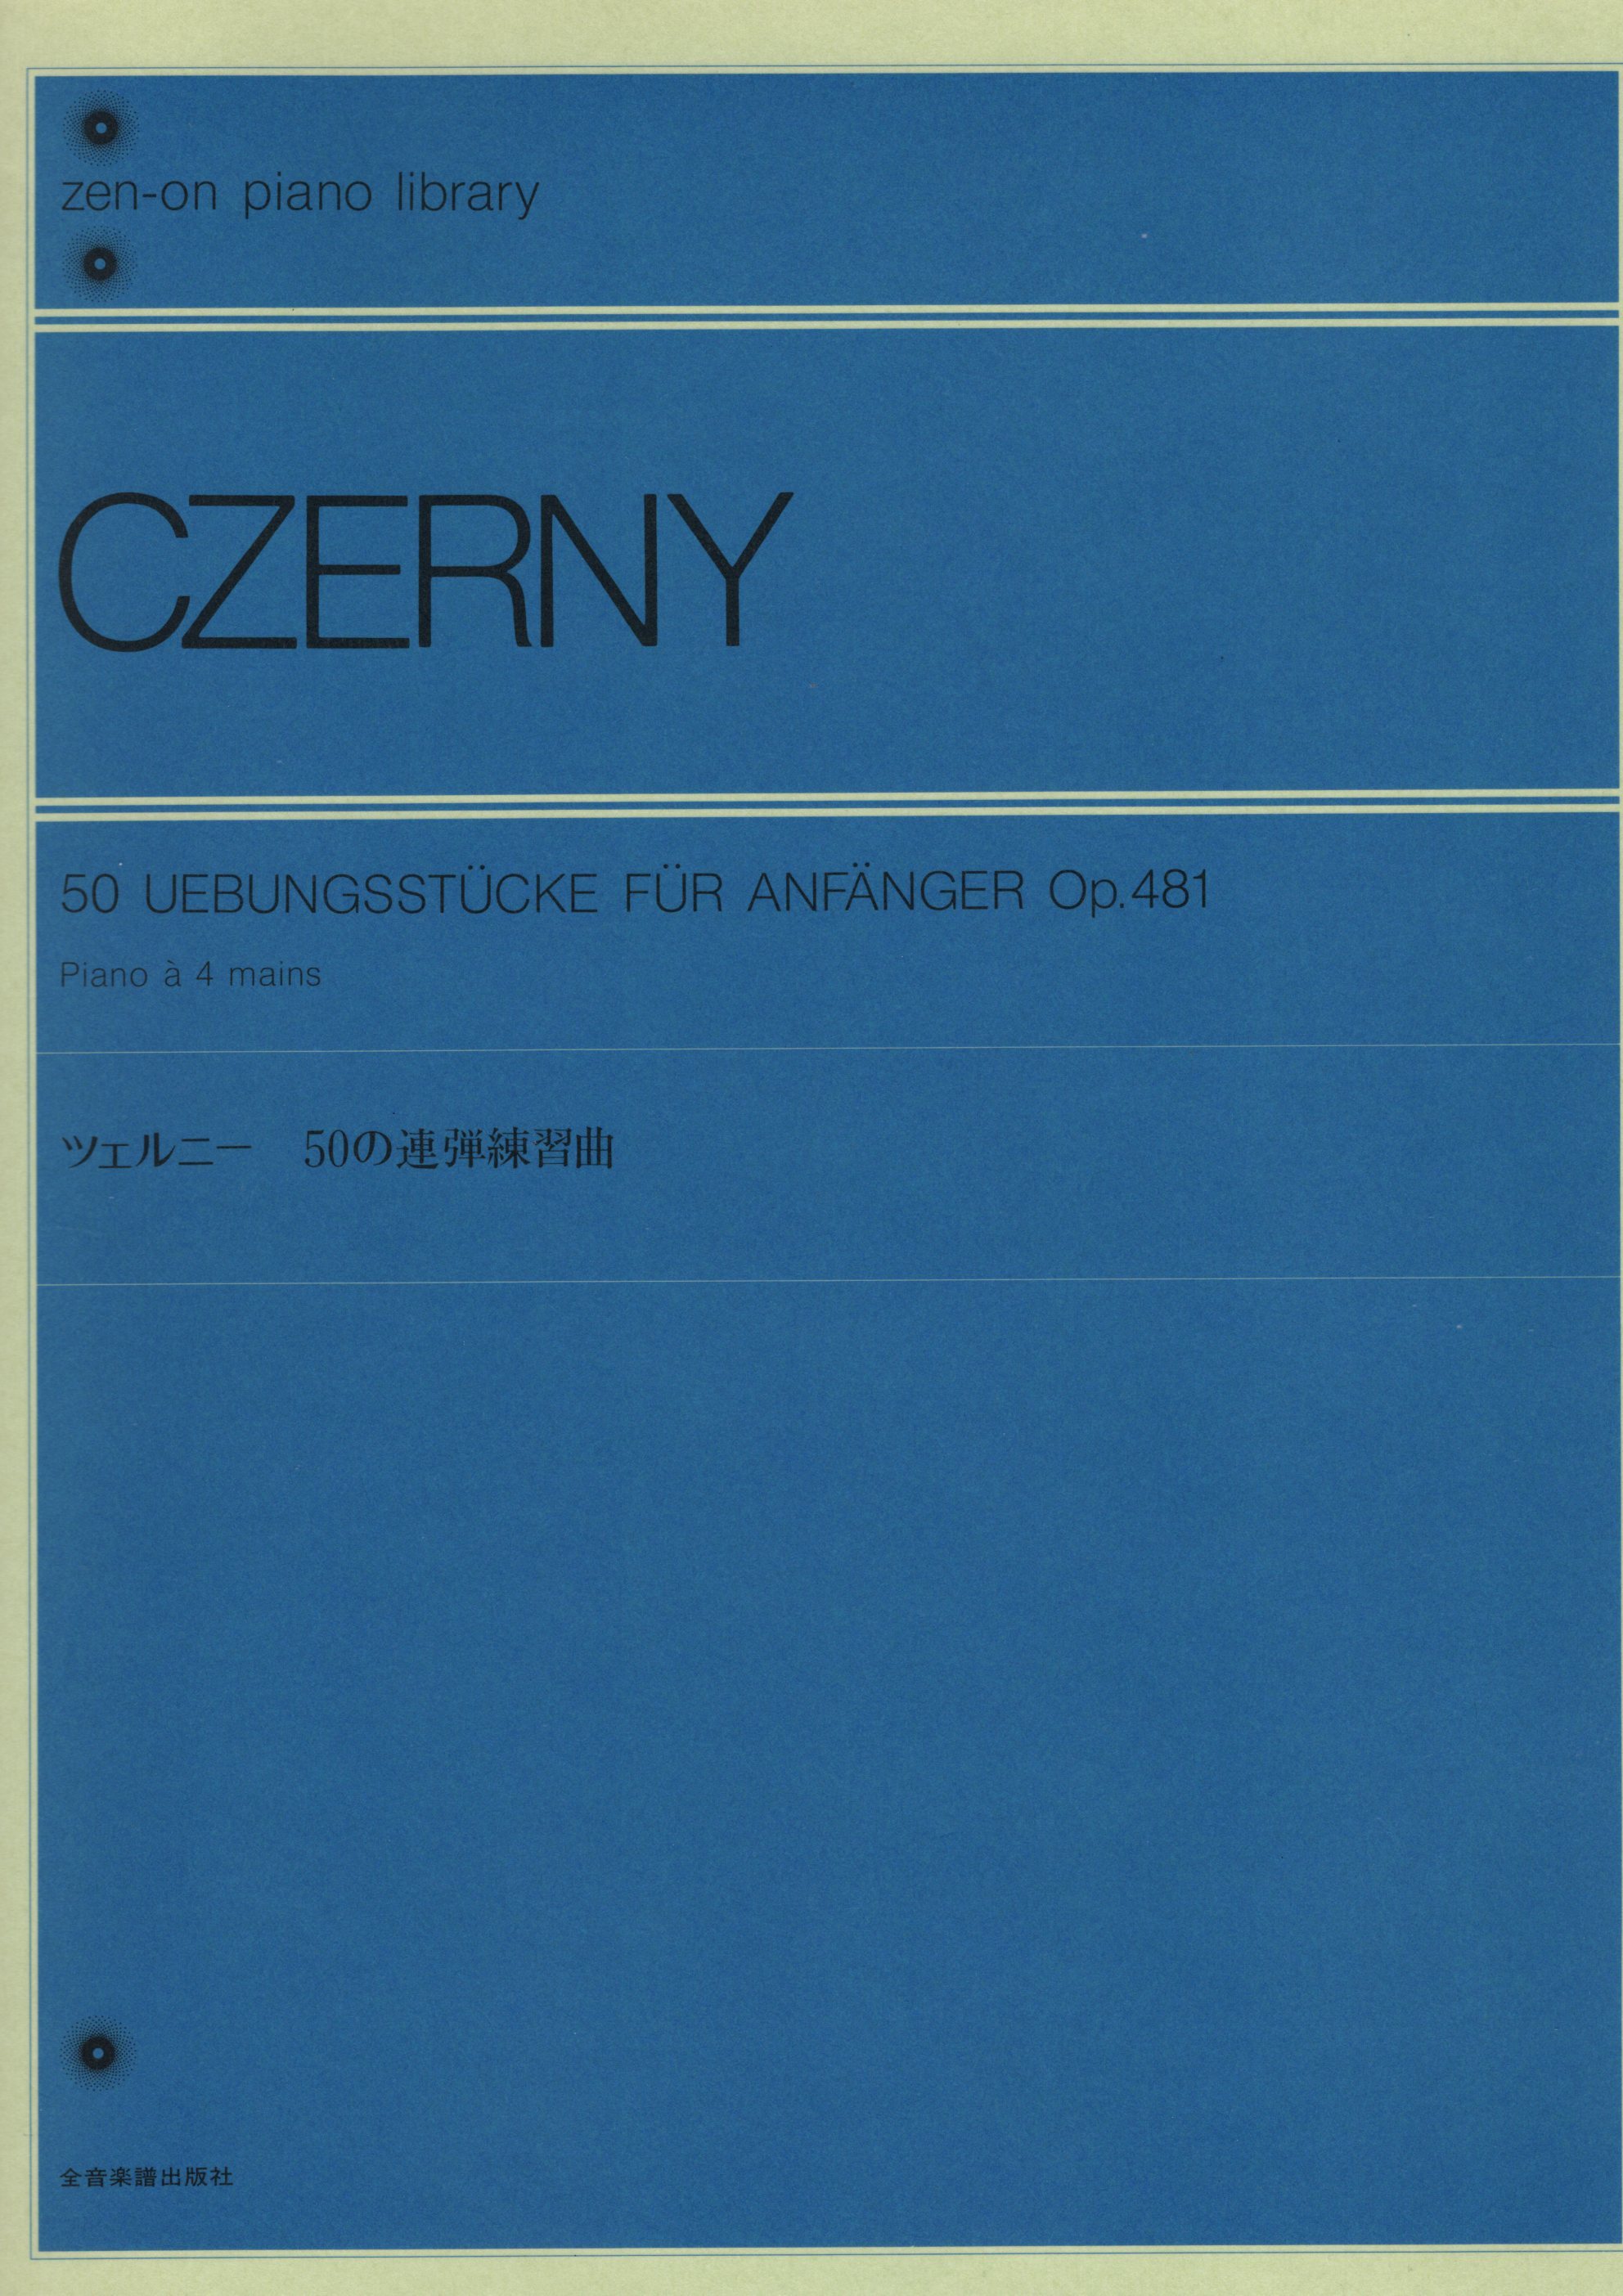 zen-on piano library
CZERNY
50 UEBUNGSSTÜCKE FÜR ANFÄNGER Op.481
Piano à 4 mains
ツェルニー　50の連弾練習曲
全音楽譜出版社